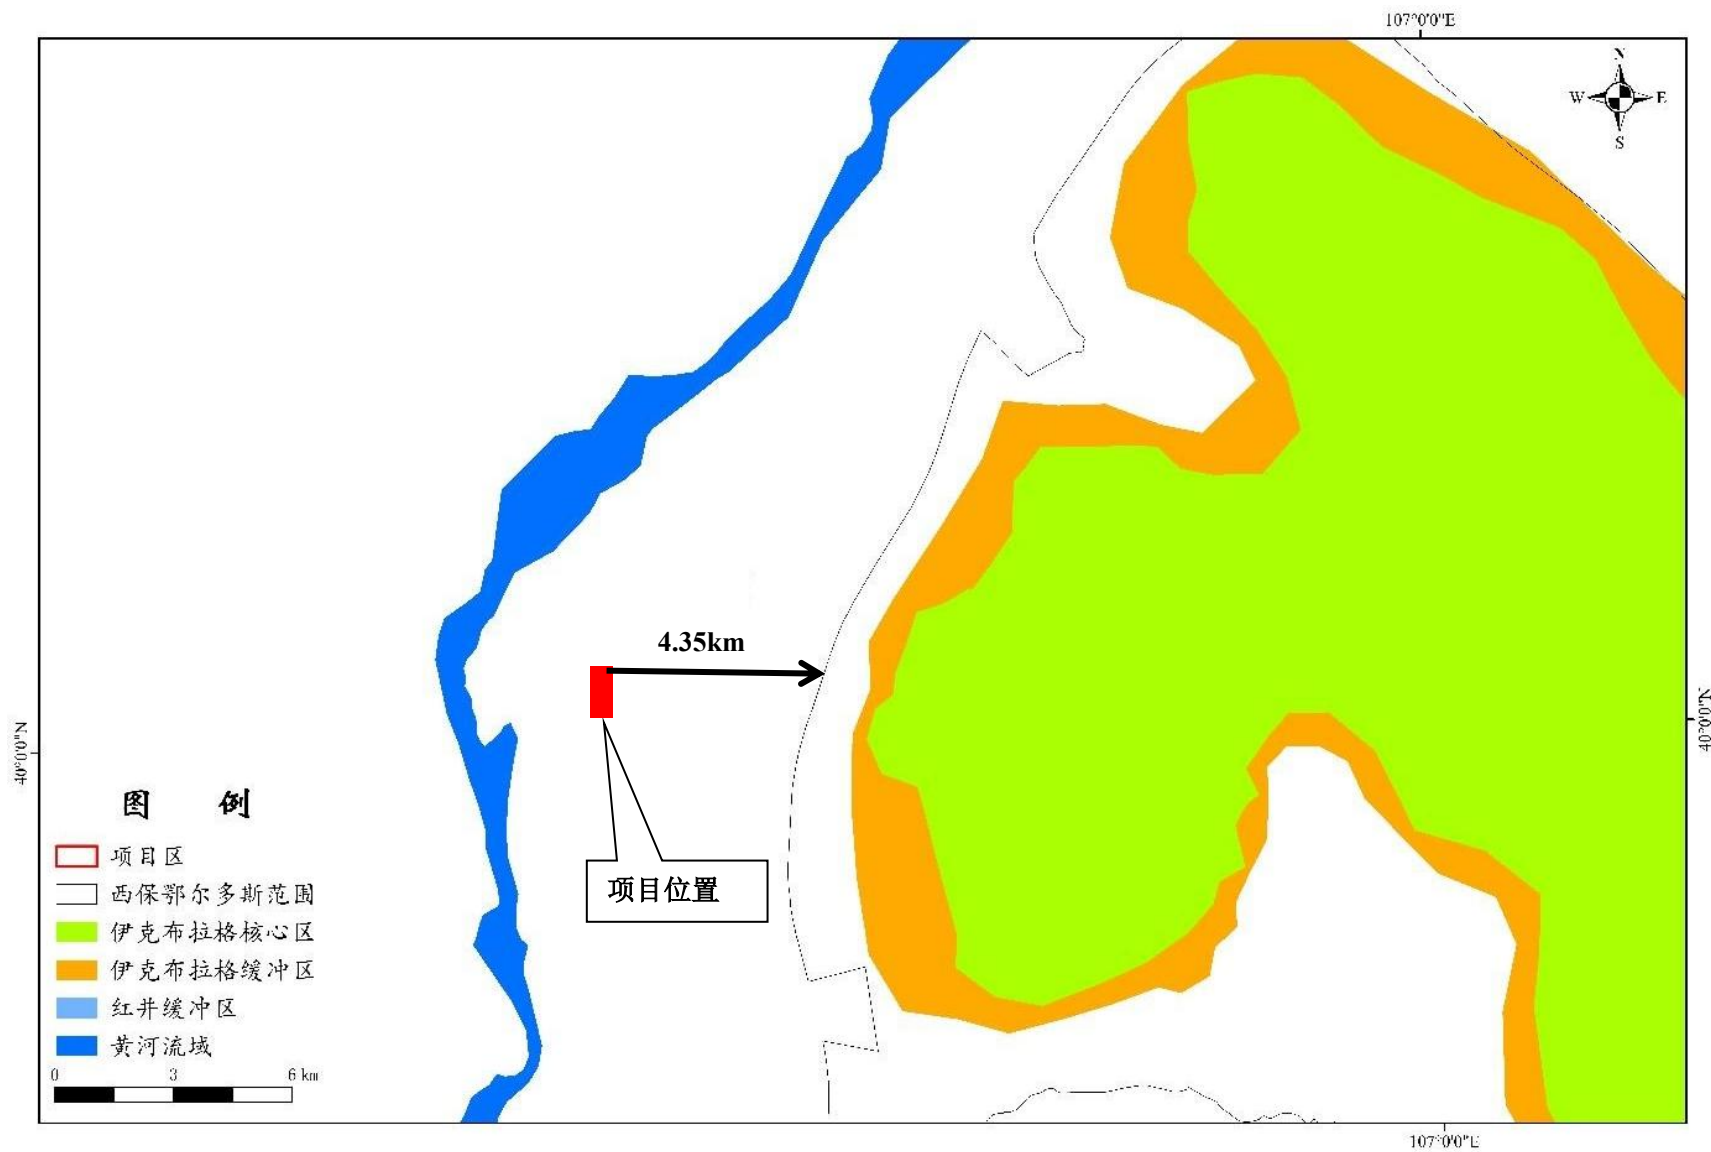 107°0'0"E
N
W E
S
4.35km
40°0'0"N
40°0'0"N
图 例
项目区
项目位置
西保鄂尔多斯范围
伊克布拉格核心区
伊克布拉格缓冲区
红井缓冲区
黄河流域
0 3 6 km
107°0'0"E